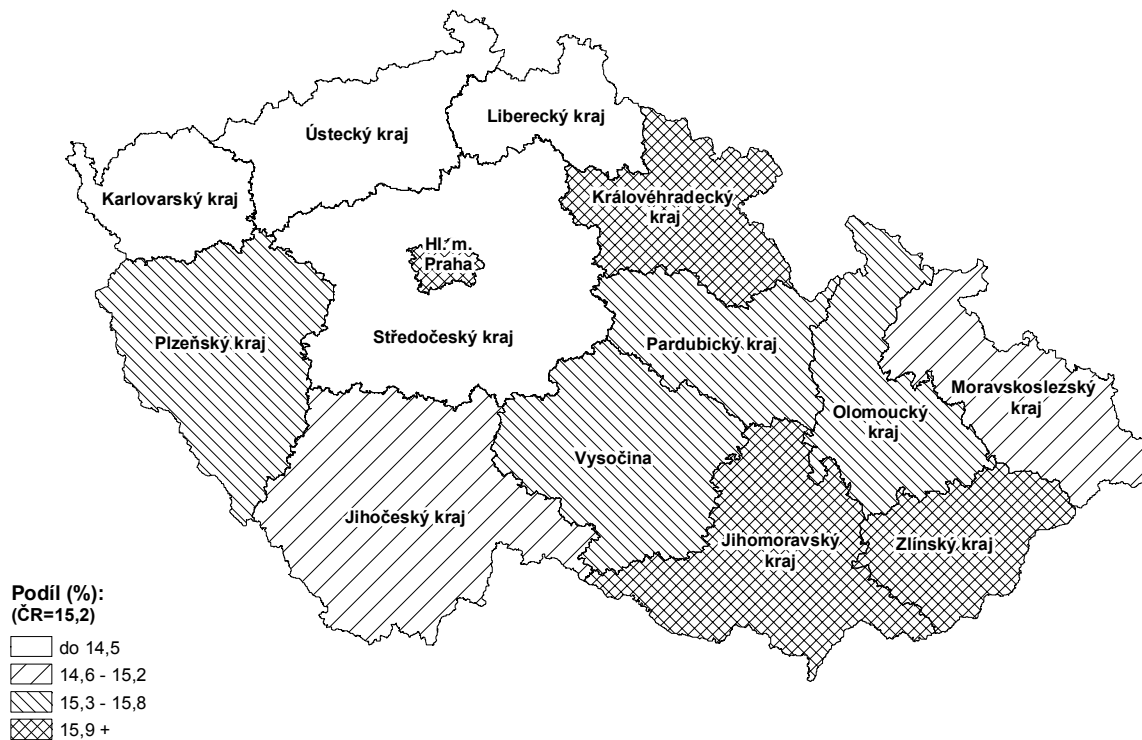 Liberecký kraj
Ústecký kraj
Karlovarský kraj
Královéhradecký
kraj
Hl. m.
Praha
Středočeský kraj
Plzeňský kraj
Pardubický kraj
Moravskoslezský
kraj
Olomoucký
kraj
Vysočina
Jihočeský kraj
Jihomoravský
kraj
Zlínský kraj
Podíl (%):
(ČR=15,2)
do 14,5
14,6 - 15,2
15,3 - 15,8
15,9 +